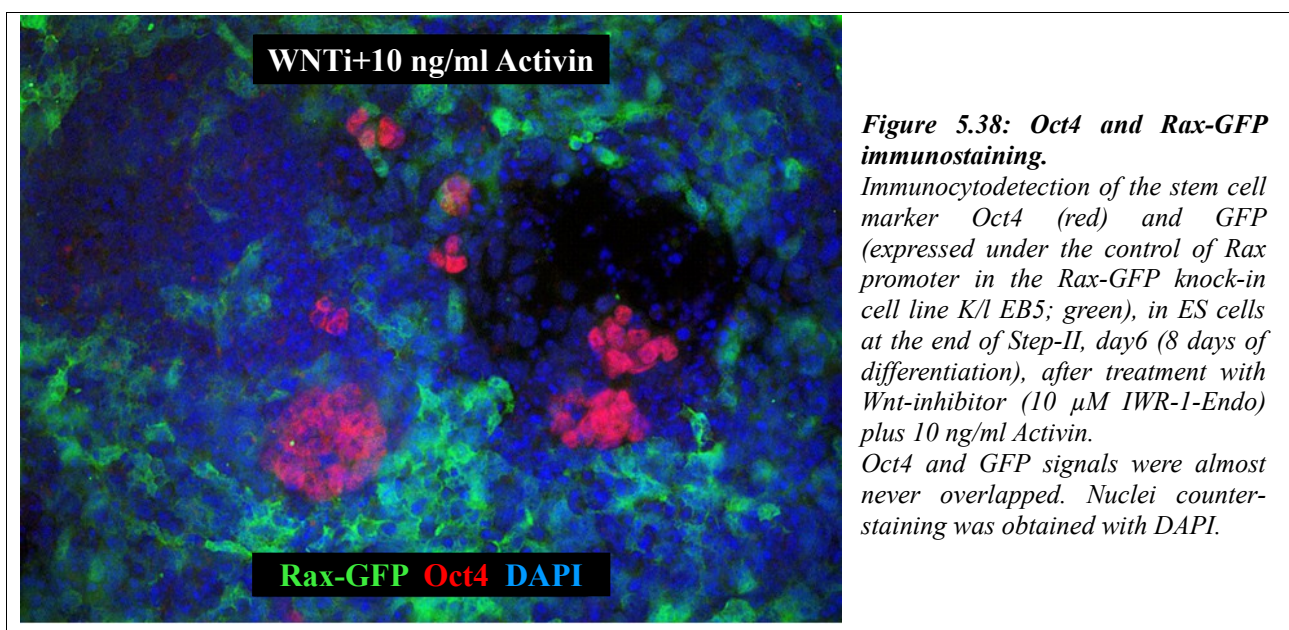 WNTi+10 ng/ml Activin
Rax-GFP Oct4 DAPI
Figure 5.38: Oct4 and Rax-GFP
immunostaining.
Immunocytodetection of the stem cell
marker Oct4 (red) and GFP
(expressed under the control of Rax
promoter in the Rax-GFP knock-in
cell line K/l EB5; green), in ES cells
at the end of Step-II, day6 (8 days of
differentiation), after treatment with
Wnt-inhibitor (10 µM IWR-1-Endo)
plus 10 ng/ml Activin.
Oct4 and GFP signals were almost
never overlapped. Nuclei counter-
staining was obtained with DAPI.